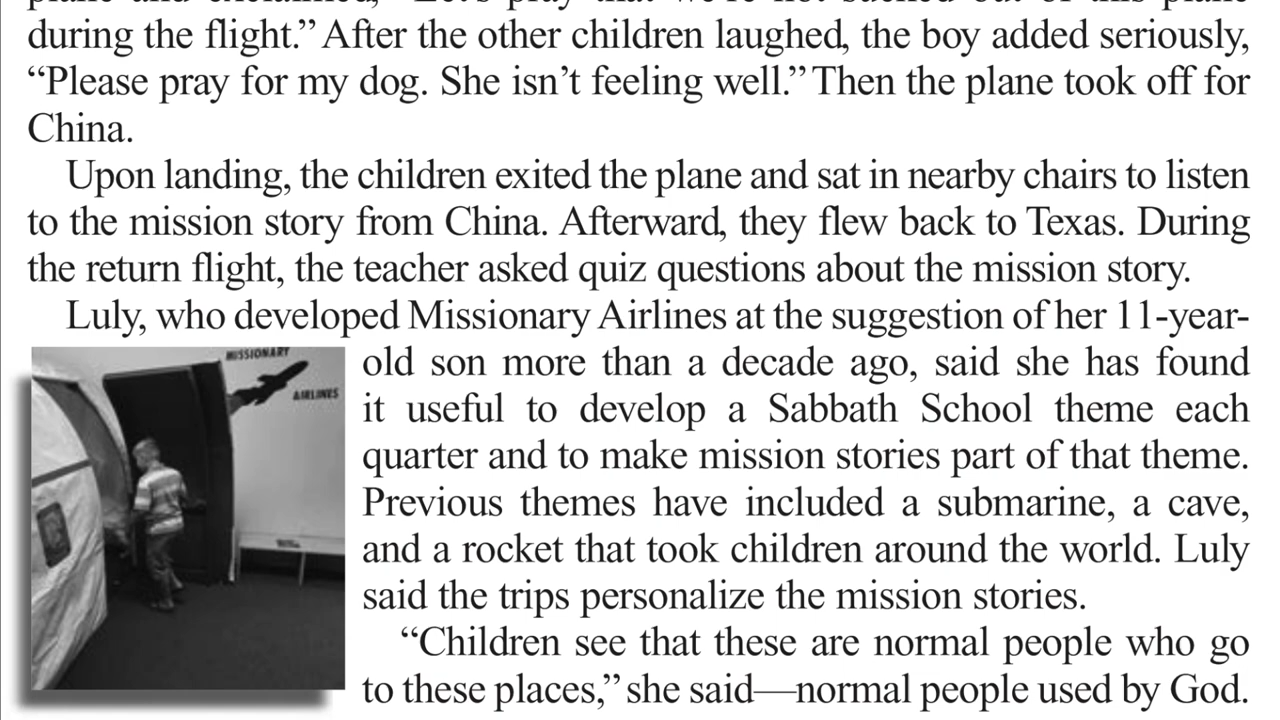 during the flight.” After the other children laughed, the boy added seriously,
“Please pray for my dog. She isn’t feeling well.” Then the plane took off for
China.
Upon landing, the children exited the plane and sat in nearby chairs to listen
to the mission story from China. Afterward, they flew back to Texas. During
the return flight, the teacher asked quiz questions about the mission story.
Luly, who developed Missionary Airlines at the suggestion of her 11-year-
old son more than a decade ago, said she has found
it useful to develop a Sabbath School theme each
quarter and to make mission stories part of that theme.
Previous themes have included a submarine, a cave,
and a rocket that took children around the world. Luly
said the trips personalize the mission stories.
“Children see that these are normal people who go
to these places,” she said—normal people used by God.
MISSIONARY
AIRLINES